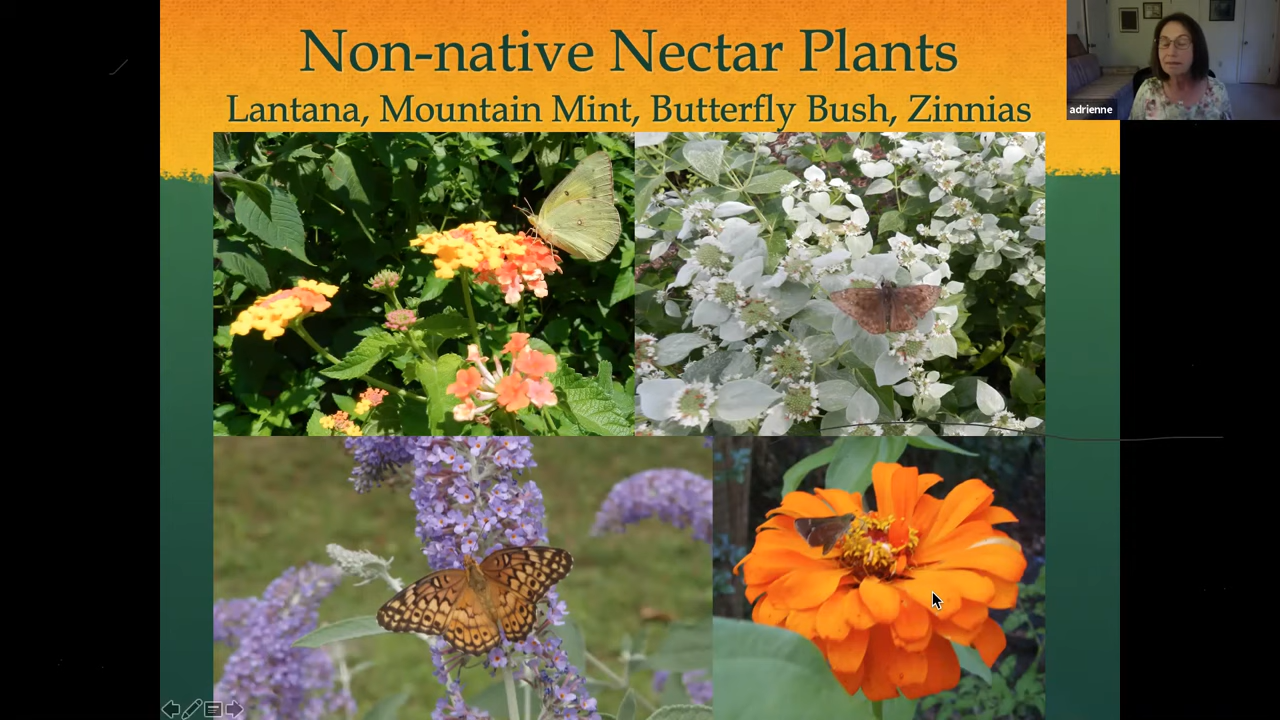 Non-native Nectar Plants
Lantana, Mountain Mint, Butterfly Bush, Zinnias
adrienne